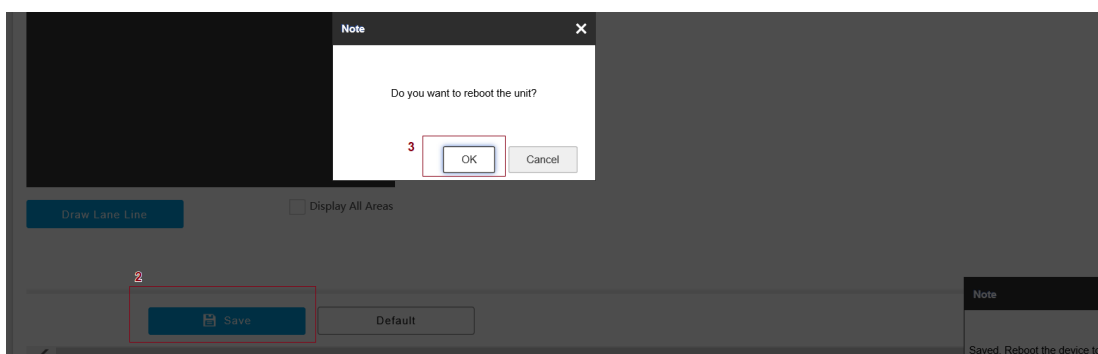 Note
Do you want to reboot the unit?
3
OK
Cancel
Draw Lane Line
Display All Areas
2
Save
Default
Note
Saved. Reboot the device to